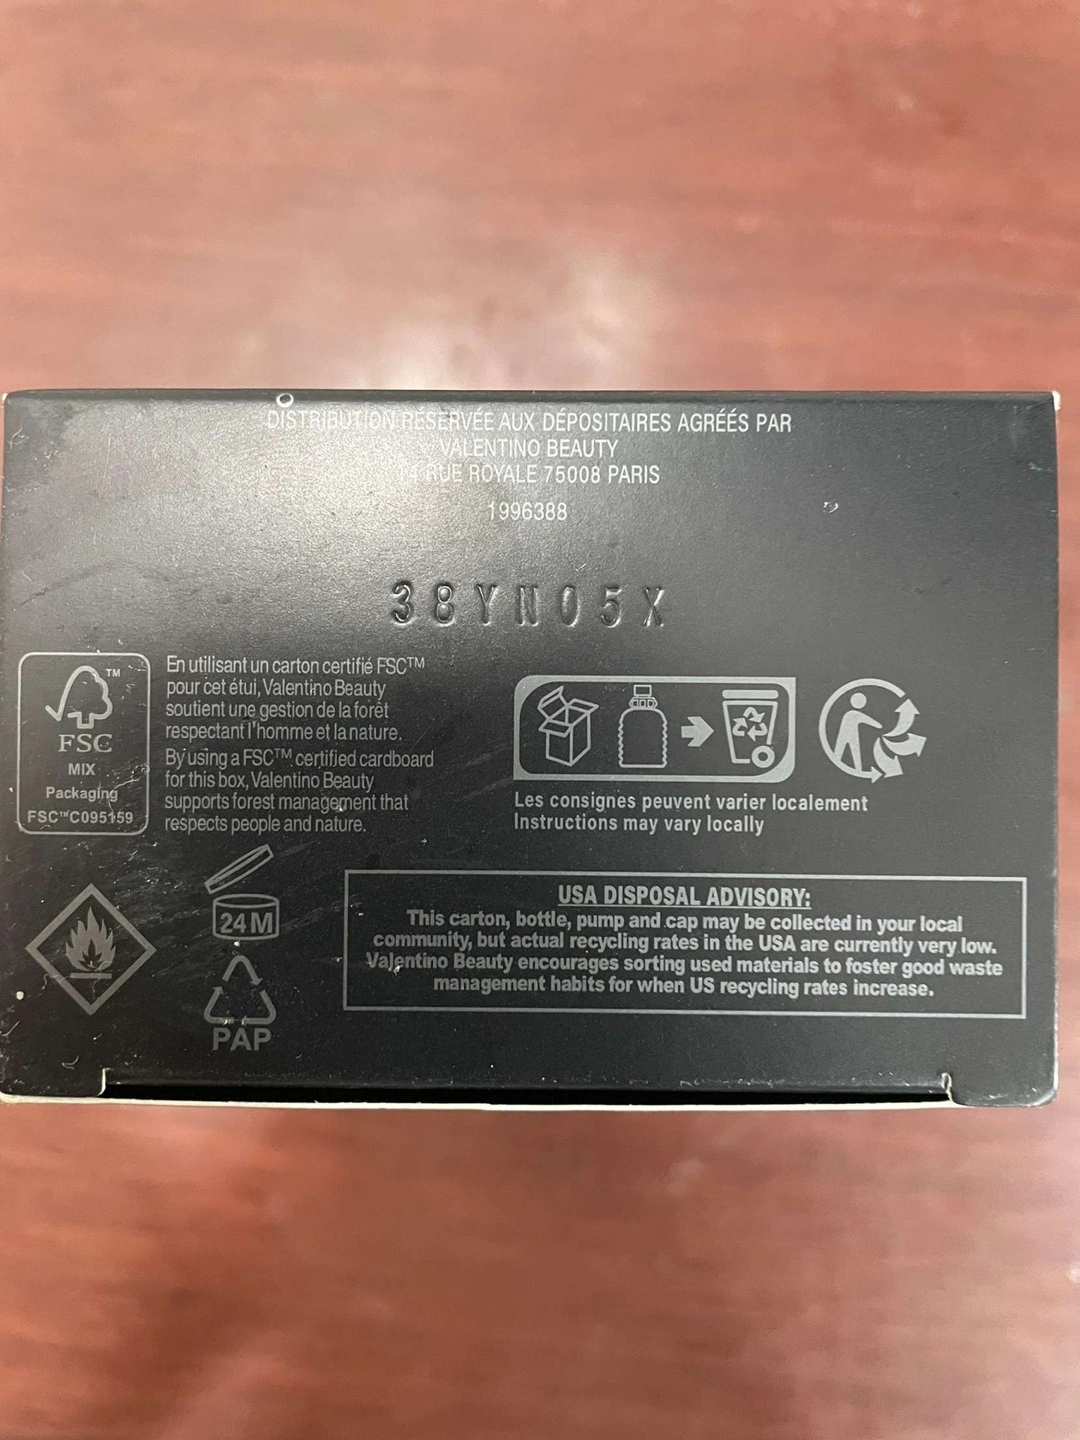 DISTRIBUTION RÉSERVÉE AUX DÉPOSITAIRES AGRÉÉS PAR
VALENTINO BEAUTY
14 RUE ROYALE 75008 PARIS
1996388
38YN05X
TM
FSC
MIX
Packaging
FSC™C095159
En utilisant un carton certifié FSC™
pour cet étui, Valentino Beauty
soutient une gestion de la forêt
respectant l'homme et la nature.
By using a FSC™ certified cardboard
for this box, Valentino Beauty
supports forest management that
respects people and nature.
Les consignes peuvent varier localement
Instructions may vary locally
24 M
PAP
USA DISPOSAL ADVISORY:
This carton, bottle, pump and cap may be collected in your local
community, but actual recycling rates in the USA are currently very low.
Valentino Beauty encourages sorting used materials to foster good waste
management habits for when US recycling rates increase.